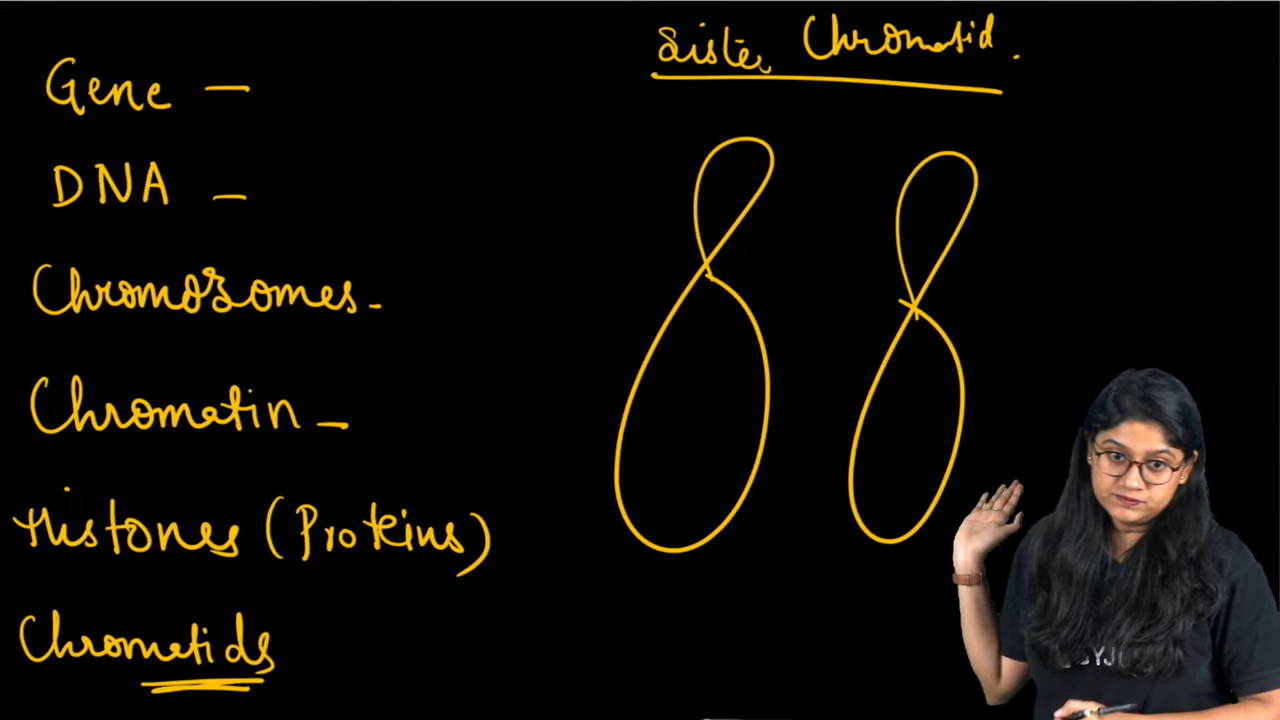 Sister Chromatid.
Gene –
DNA –
Chromosomes -
Chromatin –
Histones (Proteins)
Chromatids